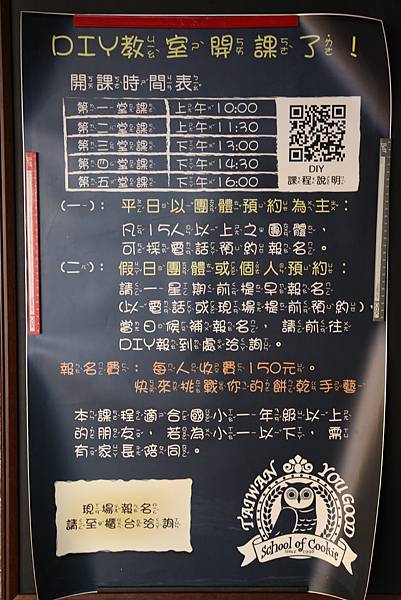 DIY教室開課了!
開課時間表
第一堂課 上午10:00
第二堂課 上午11:30
第三堂課 下午13:00
第四堂課 下午14:30
第五堂課 下午16:00
DIY
課程說明
(一):平日以團體預約為主:
凡15人以上之團體,
可採電話預約報名。
(二):假日團體或個人預約:
請一星期前提早報名
(以電話或現場提前預約),
當日候補報名,請前往
DIY報到處洽詢。
報名費:每人收費150元。
快來挑戰你的餅乾手藝
本課程適合國小一年級以上
的朋友,若為小一以下,需
有家長陪同。
現場報名
請至櫃台洽詢
TAIWAN YOU GOOD
School of Cookie